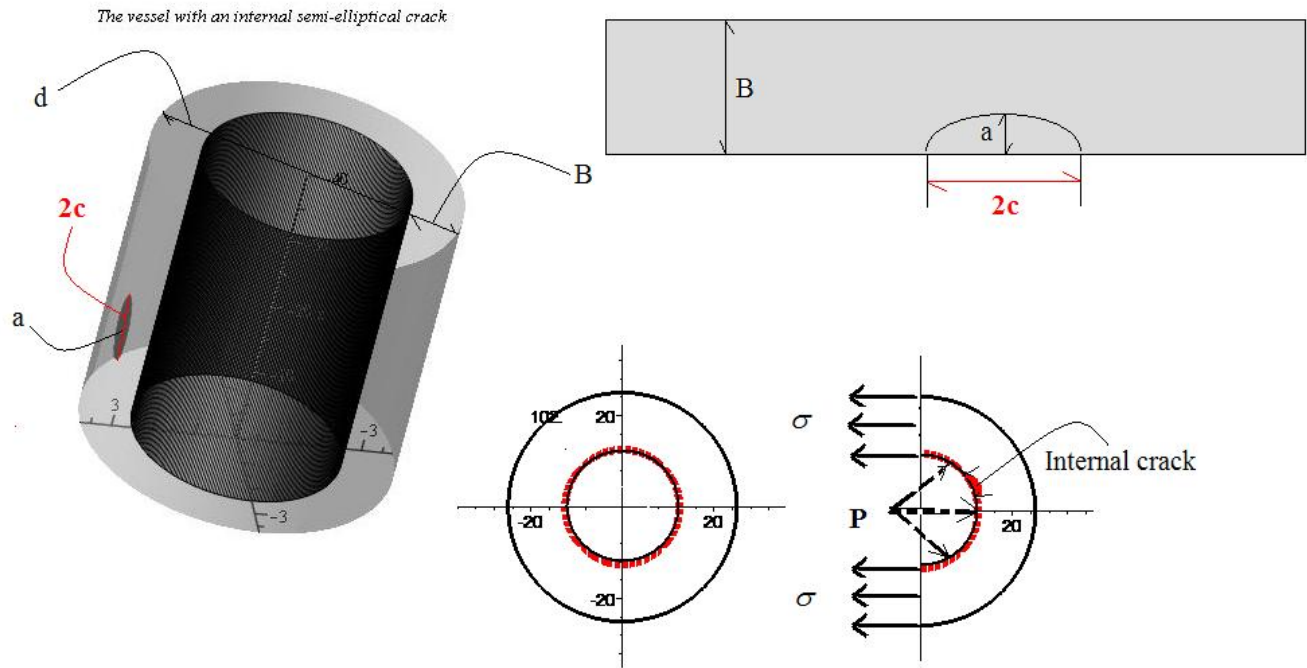 The vessel with an internal semi-elliptical crack
d
B
2c
a
3
-3
-3
B
a
2c
102
20
-20
20
-20
σ
σ
P
20
Internal crack